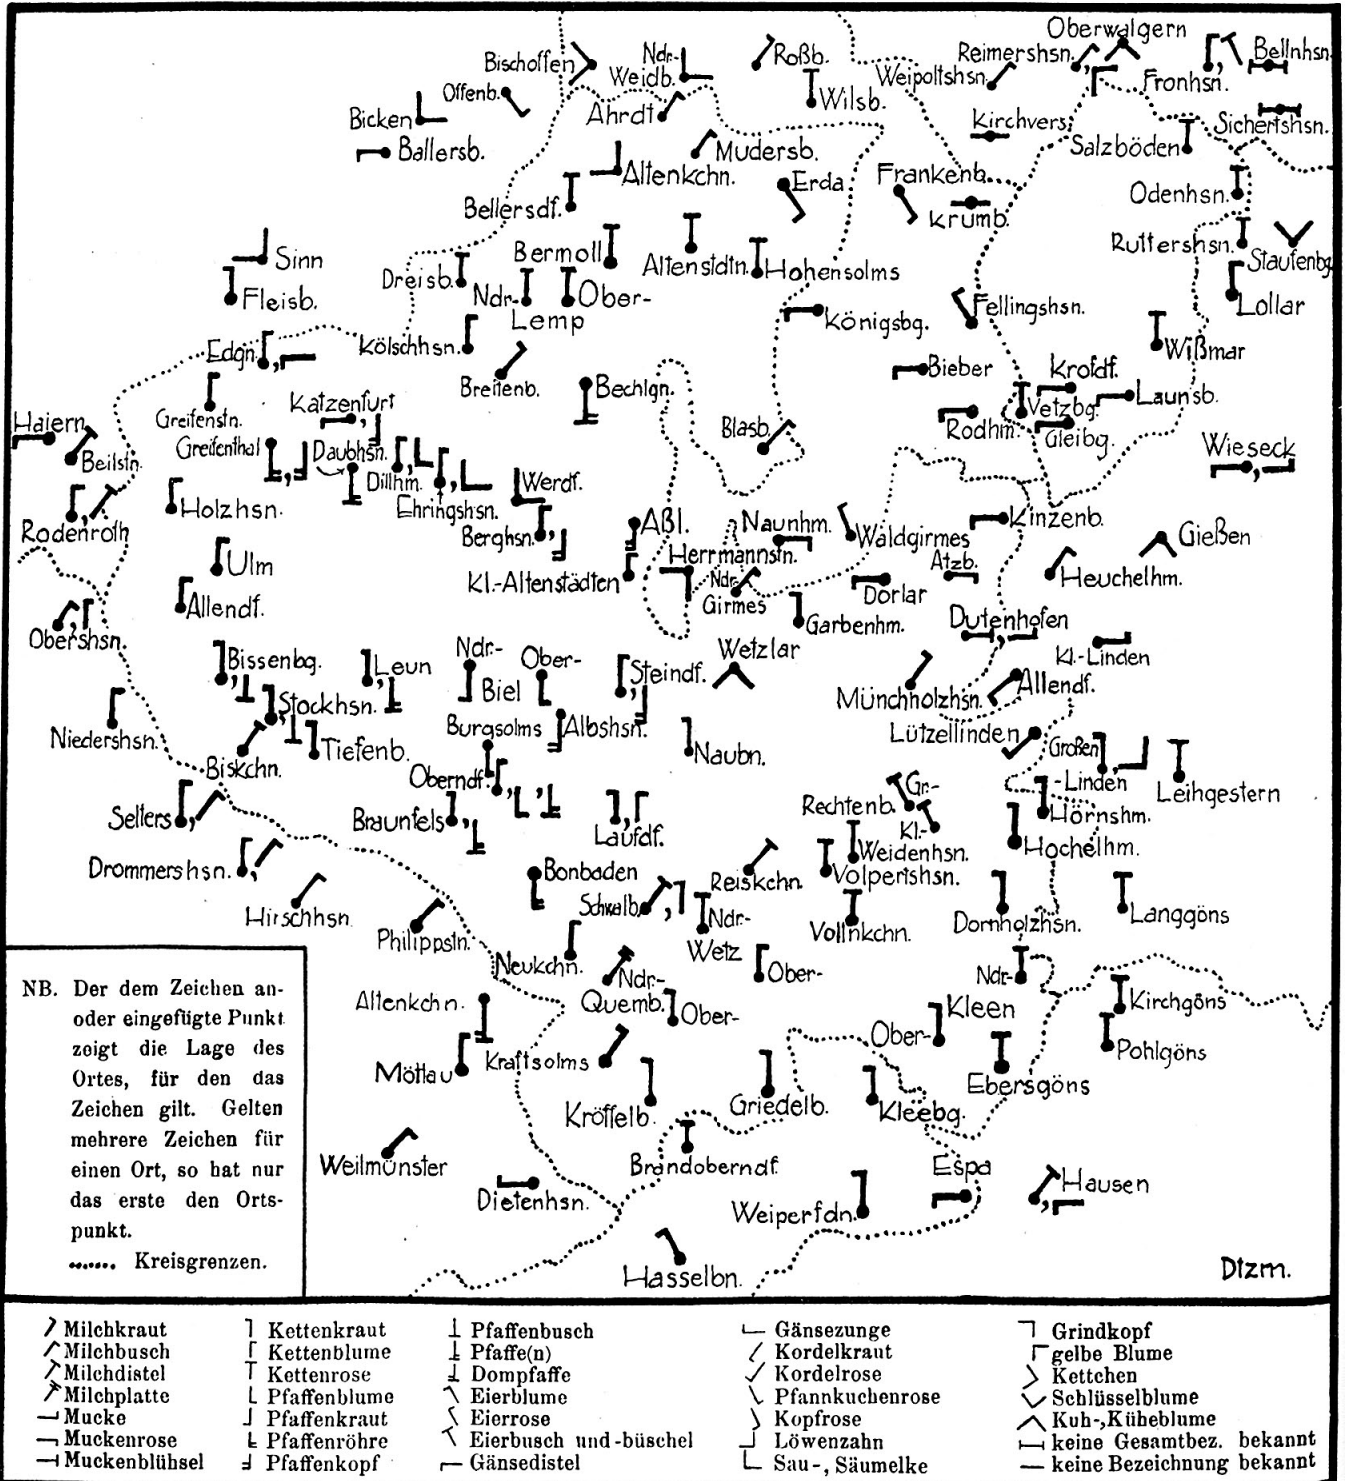 Oberwalgern
Bischoffen
Ndr.-
Weidb.
Roßb.
Reimershsn.
Bellnhsn.
Weipoltshsn.
Fronhsn.
Offenb.
Wilsb.
Bicken
Ahrdt
Kirchvers.
Sichertshsn.
Ballersb.
Mudersb.
Salzböden
Altenkchn.
Erda
Frankenb.
Odenhsn.
Bellersdf.
Krumb.
Bermoll
Ruttershsn.
Staufenbg.
Sinn
Altenstdtn.
Hohensolms
Dreisb.
Fleisb.
Ndr.- Ober-
Lemp
Fellingshsn.
Lollar
Königsbg.
Edgn.
Kölschhsn.
Wißmar
Breitenb.
Bechlgn.
Bieber
Krofdf.
Launsb.
Greifenstn.
Katzenfurt
Haiern
Blasb.
Rodhm.
Vetzbg.
Gleibg.
Wieseck
Beilstn.
Greifenthal
Daubhsn.
Dillhm.
Ehringshsn.
Werdf.
Rodenroth
Holzhsn.
Berghsn.
Aßl.
Naunhm.
Waldgirmes
Kinzenb.
Gießen
Herrmannstn.
Ulm
Kl.-Altenstädten
Ndr.-
Girmes
Atzb.
Dorlar
Heuchelhm.
Allendf.
Garbenhm.
Obershsn.
Dutenhofen
Bissenbg.
Leun
Ndr.- Ober-
Biel
Steindf.
Wetzlar
Kl.-Linden
Stockhsn.
Münchholzhsn.
Allendf.
Niedershsn.
Tiefenb.
Burgsolms
Albshsn.
Naubn.
Lützellinden
Großen
-Linden
Biskchn.
Oberndf.
Leihgestern
Selters
Braunfels
Laufdf.
Rechtenb.
Gr.-
Kl.-
Weidenhsn.
Hörnshm.
Hochelhm.
Drommershsn.
Bonbaden
Reiskchn.
Volpertshsn.
Hirschhsn.
Schwalb.
Ndr.-
Wetz
Vollnkchn.
Dornholzhsn.
Langgöns
Philippstn.
Neukchn.
Ober-
Ndr.-
Kleen
Ndr.-
Quemb.
Ober-
Kirchgöns
Altenkchn.
Ober-
Pohlgöns
Möttau
Kraftsolms
Ebersgöns
Kröffelb.
Griedelb.
Kleebg.
Weilmünster
Brandoberndf.
Espa
Hausen
Dietenhsn.
Weiperfdn.
Hasselbn.
Dtzm.
NB. Der dem Zeichen an-
oder eingefügte Punkt
zeigt die Lage des
Ortes, für den das
Zeichen gilt. Gelten
mehrere Zeichen für
einen Ort, so hat nur
das erste den Orts-
punkt.
....... Kreisgrenzen.
Milchkraut
Milchbusch
Milchdistel
Milchplatte
Mucke
Muckenrose
Muckenblühsel
Kettenkraut
Kettenblume
Kettenrose
Pfaffenblume
Pfaffenkraut
Pfaffenröhre
Pfaffenkopf
Pfaffenbusch
Pfaffe(n)
Dompfaffe
Eierblume
Eierrose
Eierbusch und -büschel
Gänsedistel
Gänsezunge
Kordelkraut
Kordelrose
Pfannkuchenrose
Kopfrose
Löwenzahn
Sau-, Säumelke
Grindkopf
gelbe Blume
Kettchen
Schlüsselblume
Kuh-,Küheblume
keine Gesamtbez. bekannt
keine Bezeichnung bekannt